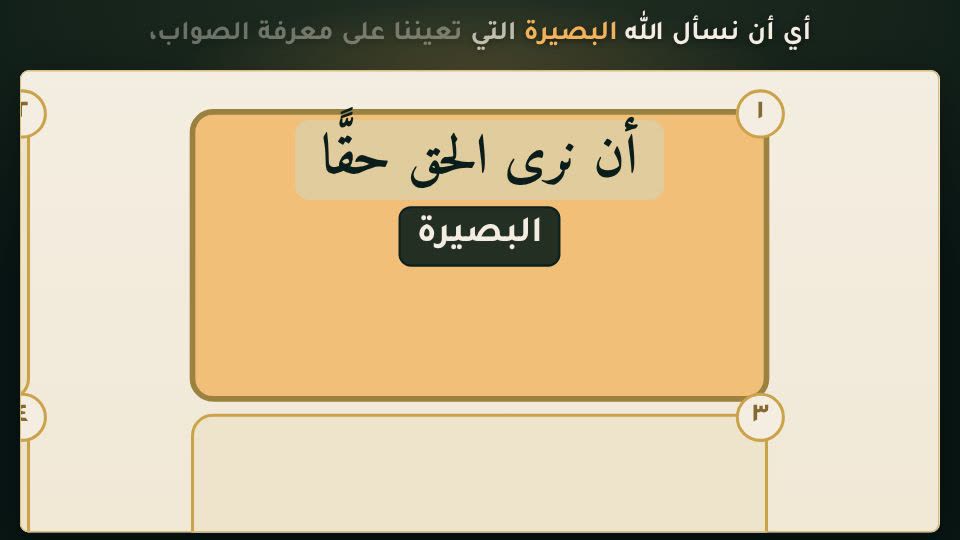 أي أن نسأل الله البصيرة التي تعيننا على معرفة الصواب،
١
أن نرى الحق حقًّا
البصيرة
٣